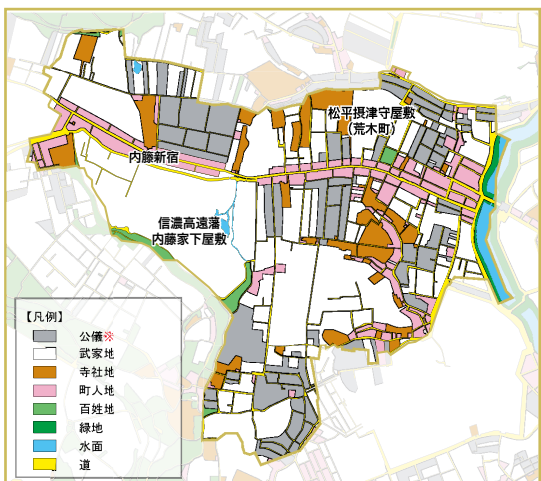 松平摂津守屋敷
（荒木町）
内藤新宿
信濃高遠藩
内藤家下屋敷
【凡例】
公儀※
武家地
寺社地
町人地
百姓地
緑地
水面
道